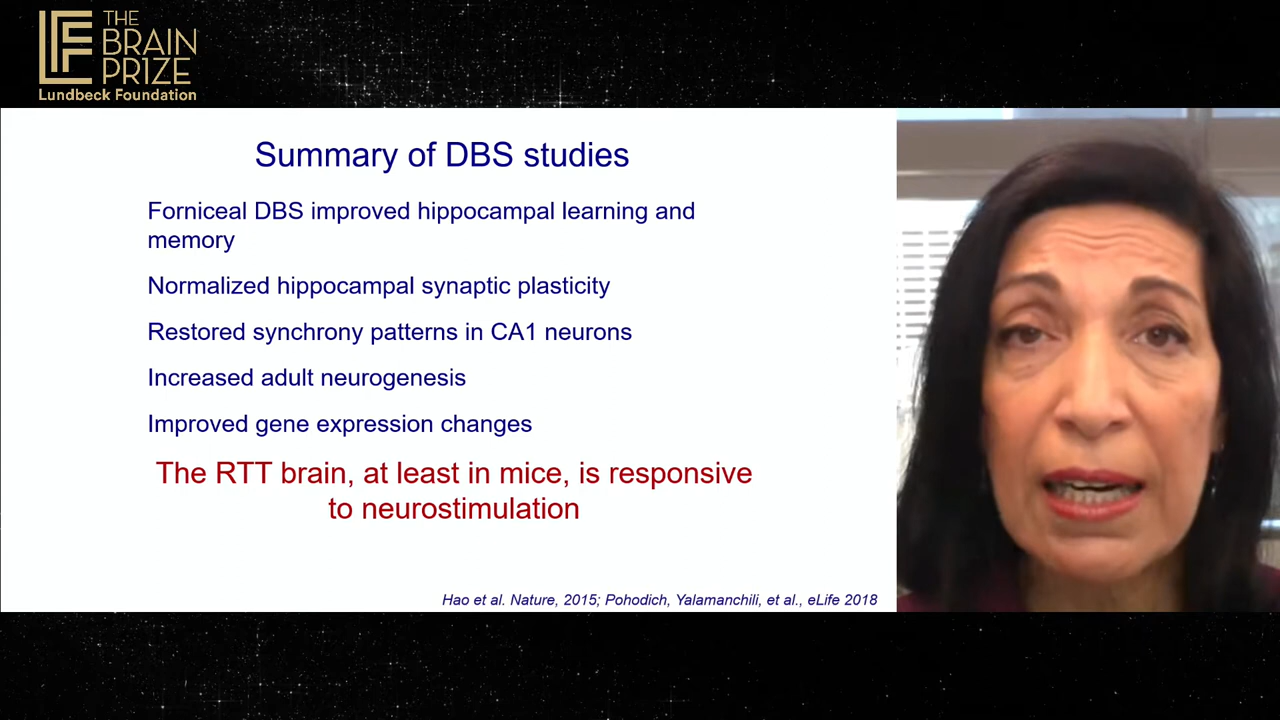 THE
BRAIN
PRIZE
Lundbeck Foundation
Summary of DBS studies
Forniceal DBS improved hippocampal learning and
memory
Normalized hippocampal synaptic plasticity
Restored synchrony patterns in CA1 neurons
Increased adult neurogenesis
Improved gene expression changes
The RTT brain, at least in mice, is responsive
to neurostimulation
Hao et al. Nature, 2015; Pohodich, Yalamanchili, et al., eLife 2018